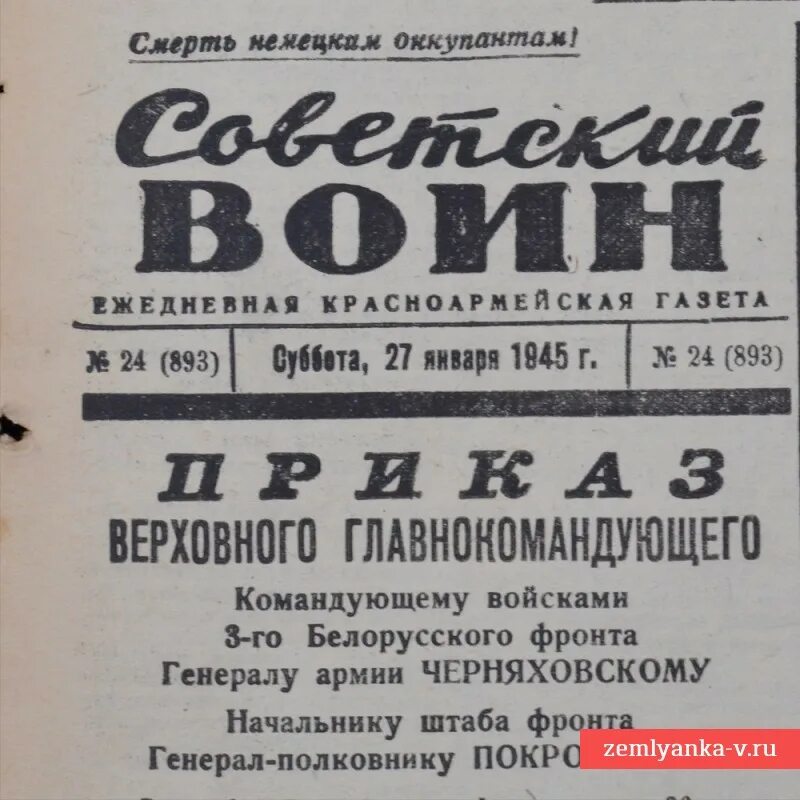 Смерть немецким оккупантам!
Советский
ВОИН
ЕЖЕДНЕВНАЯ КРАСНОАРМЕЙСКАЯ ГАЗЕТА
№ 24 (893) Суббота, 27 января 1945 г. № 24 (893)
ПРИКАЗ
ВЕРХОВНОГО ГЛАВНОКОМАНДУЮЩЕГО
Командующему войсками
3-го Белорусского фронта
Генералу армии ЧЕРНЯХОВСКОМУ
Начальнику штаба фронта
Генерал-полковнику ПОКРО
zemlyanka-v.ru